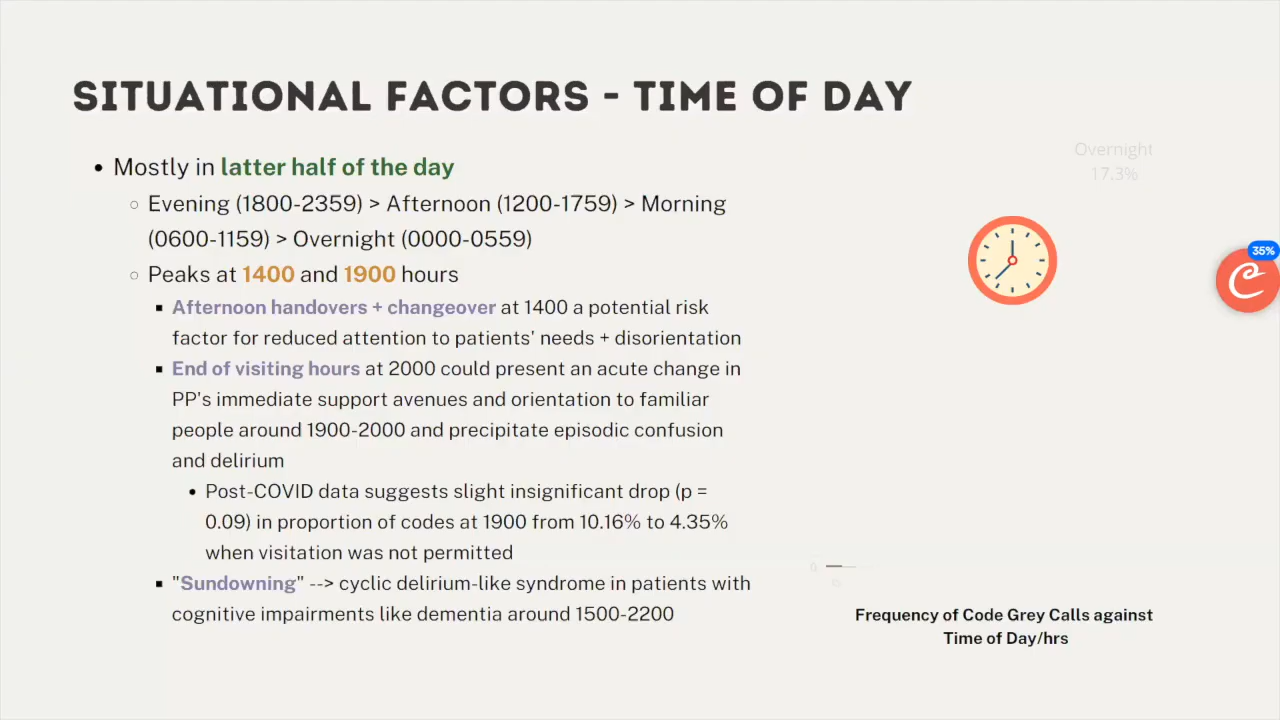 SITUATIONAL FACTORS - TIME OF DAY
Mostly in latter half of the day
Evening (1800-2359) > Afternoon (1200-1759) > Morning
(0600-1159) > Overnight (0000-0559)
Peaks at 1400 and 1900 hours
Afternoon handovers + changeover at 1400 a potential risk
factor for reduced attention to patients' needs + disorientation
End of visiting hours at 2000 could present an acute change in
PP's immediate support avenues and orientation to familiar
people around 1900-2000 and precipitate episodic confusion
and delirium
Post-COVID data suggests slight insignificant drop (p =
0.09) in proportion of codes at 1900 from 10.16% to 4.35%
when visitation was not permitted
"Sundowning" --> cyclic delirium-like syndrome in patients with
cognitive impairments like dementia around 1500-2200
Overnight
17.3%
35%
0
Frequency of Code Grey Calls against
Time of Day/hrs